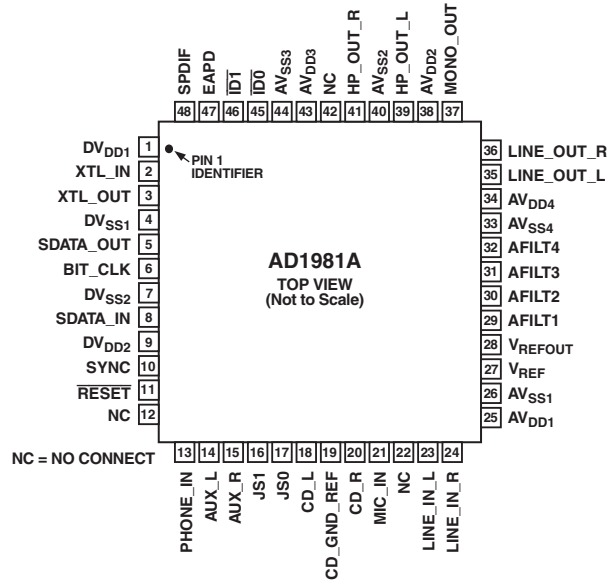 SPDIF
EAPD
ID1
ID0
AVSS3
AVDD3
NC
HP_OUT_R
AVSS2
HP_OUT_L
AVDD2
MONO_OUT
48 47 46 45 44 43 42 41 40 39 38 37
DVDD1 1
XTL_IN 2
XTL_OUT 3
DVSS1 4
SDATA_OUT 5
BIT_CLK 6
DVSS2 7
SDATA_IN 8
DVDD2 9
SYNC 10
RESET 11
NC 12
PIN 1
IDENTIFIER
AD1981A
TOP VIEW
(Not to Scale)
36 LINE_OUT_R
35 LINE_OUT_L
34 AVDD4
33 AVSS4
32 AFILT4
31 AFILT3
30 AFILT2
29 AFILT1
28 VREFOUT
27 VREF
26 AVSS1
25 AVDD1
NC = NO CONNECT
13 14 15 16 17 18 19 20 21 22 23 24
PHONE_IN
AUX_L
AUX_R
JS1
JS0
CD_L
CD_GND_REF
CD_R
MIC_IN
NC
LINE_IN_L
LINE_IN_R